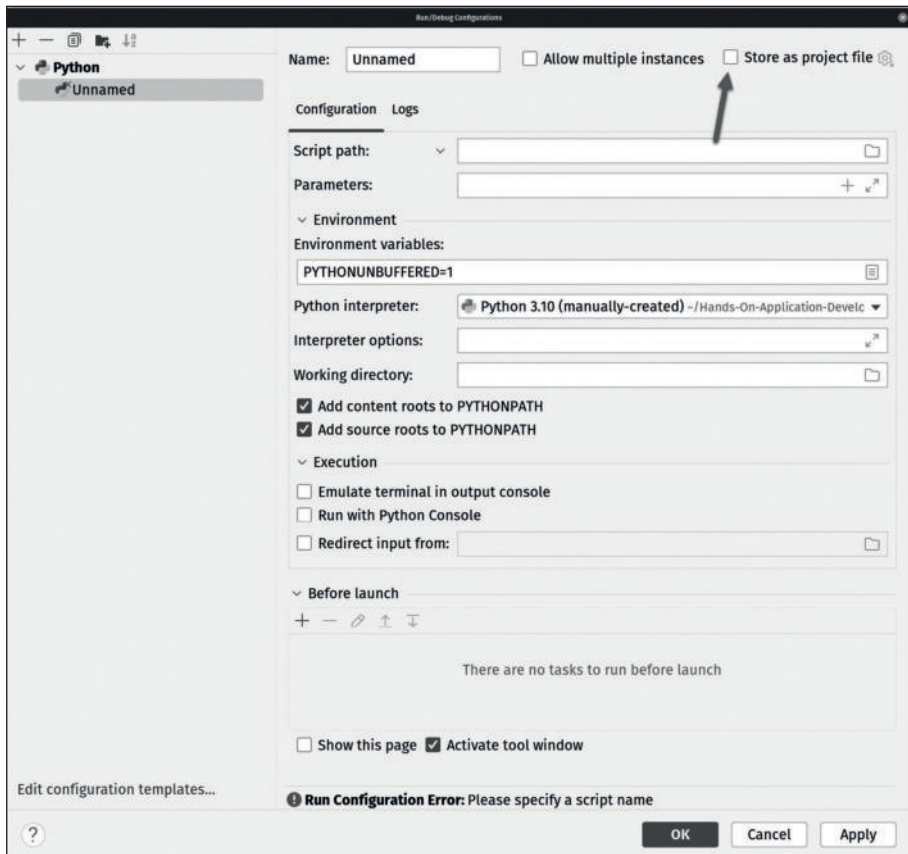 Run/Debug Configurations
Python
Unnamed
Edit configuration templates...
Name: Unnamed Allow multiple instances Store as project file
Configuration Logs
Script path:
Parameters:
Environment
Environment variables:
PYTHONUNBUFFERED=1
Python interpreter: Python 3.10 (manually-created) ~/Hands-On-Application-Develc
Interpreter options:
Working directory:
Add content roots to PYTHONPATH
Add source roots to PYTHONPATH
Execution
Emulate terminal in output console
Run with Python Console
Redirect input from:
Before launch
There are no tasks to run before launch
Show this page Activate tool window
Run Configuration Error: Please specify a script name
? OK Cancel Apply